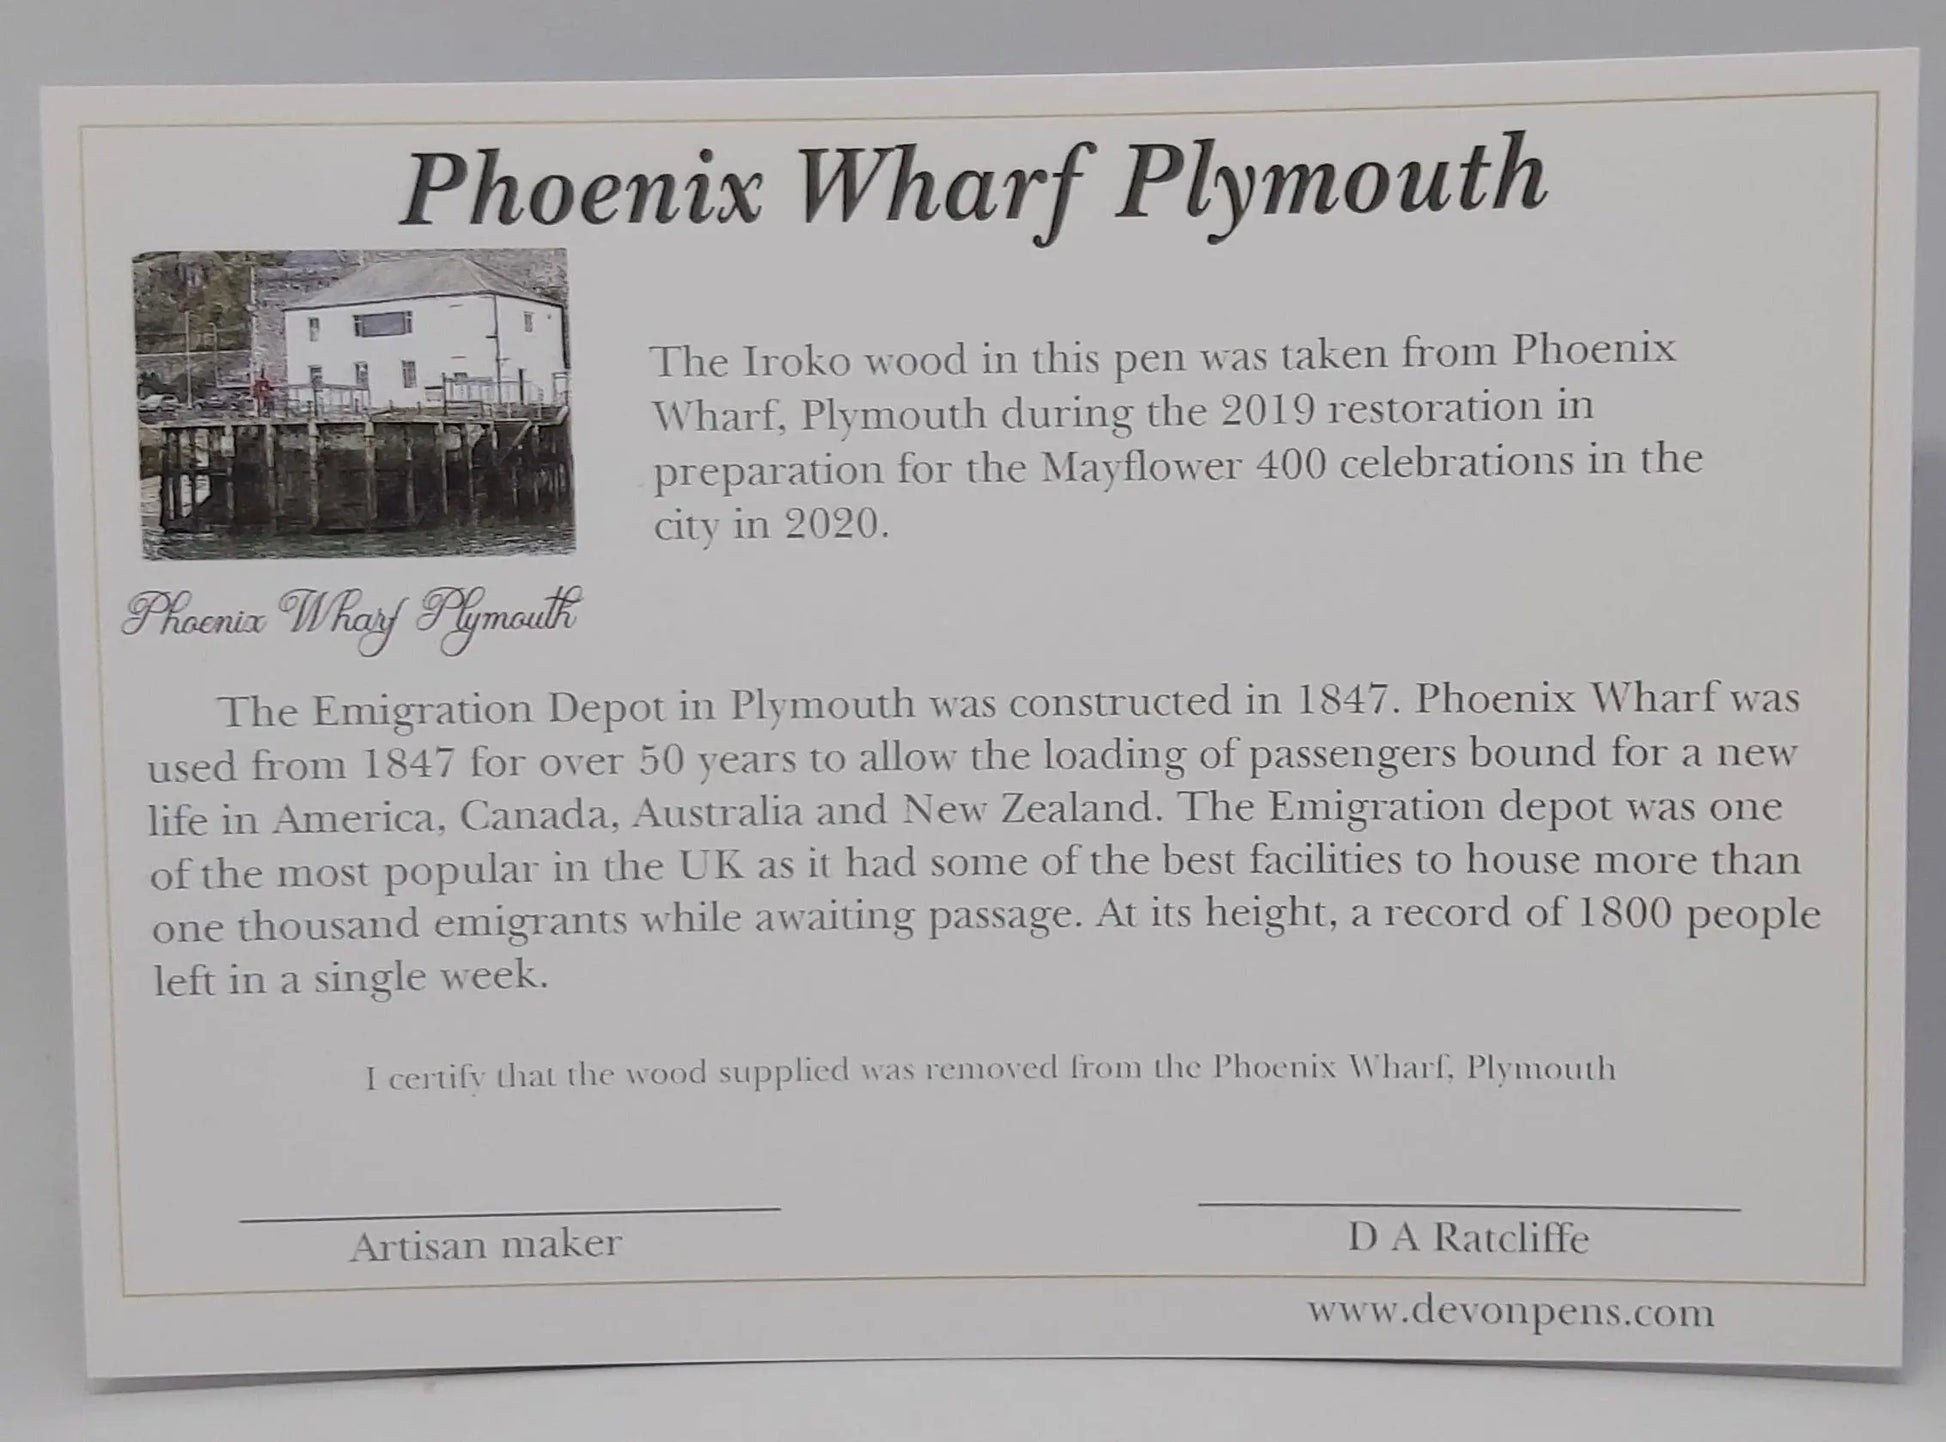 Phoenix Wharf Plymouth
The Iroko wood in this pen was taken from Phoenix
Wharf, Plymouth during the 2019 restoration in
preparation for the Mayflower 400 celebrations in the
city in 2020.
Phoenix Wharf Plymouth
The Emigration Depot in Plymouth was constructed in 1847. Phoenix Wharf was
used from 1847 for over 50 years to allow the loading of passengers bound for a new
life in America, Canada, Australia and New Zealand. The Emigration depot was one
of the most popular in the UK as it had some of the best facilities to house more than
one thousand emigrants while awaiting passage. At its height, a record of 1800 people
left in a single week.
I certify that the wood supplied was removed from the Phoenix Wharf, Plymouth
Artisan maker
D A Ratcliffe
www.devonpens.com